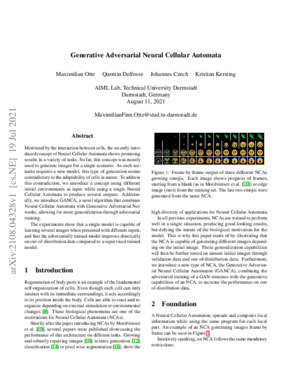 Generative Adversarial Neural Cellular Automata
Maximilian Otte Quentin Delfosse Johannes Czech Kristian Kersting
AIML Lab, Technical University Darmstadt
Darmstadt, Germany
August 11, 2021
MaximilianFinn.Otte@stud.tu-darmstadt.de
arXiv:2108.04328v1 [cs.NE] 19 Jul 2021
Abstract
Motivated by the interaction between cells, the recently introduced concept of Neural Cellular Automata shows promising
results in a variety of tasks. So far, this concept was mostly
used to generate images for a single scenario. As each scenario requires a new model, this type of generation seems
contradictory to the adaptability of cells in nature. To address
this contradiction, we introduce a concept using different
initial environments as input while using a single Neural
Cellular Automata to produce several outputs. Additionally, we introduce GANCA, a novel algorithm that combines
Neural Cellular Automata with Generative Adversarial Networks, allowing for more generalization through adversarial
training.
The experiments show that a single model is capable of
learning several images when presented with different inputs,
and that the adversarially trained model improves drastically
on out-of-distribution data compared to a supervised trained
model.
1 Introduction
Regeneration of body parts is an example of the fundamental
self-organization of cells. Even though each cell can only
interact with its immediate surroundings, it acts accordingly
to its position inside the body. Cells are able to react and reorganize depending on external stimulation or environmental
changes
These biological phenomena are one of the
motivations for Neural Cellular Automata (NCAs).
Shortly after the paper introducing NCAs by Mordvintsev
et al.
several papers were published showcasing the
performance of this architecture on different tasks. Growing
and robustly repairing images
texture generation
classification
or pixel wise segmentation
show the
Figure 1: Frame by frame outputs of three different NCAs
growing emojis. Each image shows progress of frames,
starting from a blank (as in Mordvintsev et al.
) or edge
image (ours) from the training set. The last two emojis were
generated from the same NCA.
high diversity of applications for Neural Cellular Automata.
In all previous experiments, NCAs are trained to perform
well in a single situation, producing good-looking results,
but defying the nature of the biological motivation for the
model. This is why this paper starts of by illustrating that
the NCA is capable of generating different images depending on the initial image. These generalization capabilities
will then be further tested on unseen initial images through
validation data and out-of-distribution data. Furthermore,
we introduce a new type of NCA, the Generative Adversarial Neural Cellular Automata (GANCA), combining the
adversarial training of a GAN structure with the generative
capabilities of an NCA, to increase the performance on out-of-distribution data.
2 Foundation
A Neural Cellular Automata, spreads and computes local
information while using the same program for each local
part. An example of an NCA generating images frame by
frame can be seen in Figure 1.
Intuitively speaking, an NCA follows the same mandatory
restrictions: